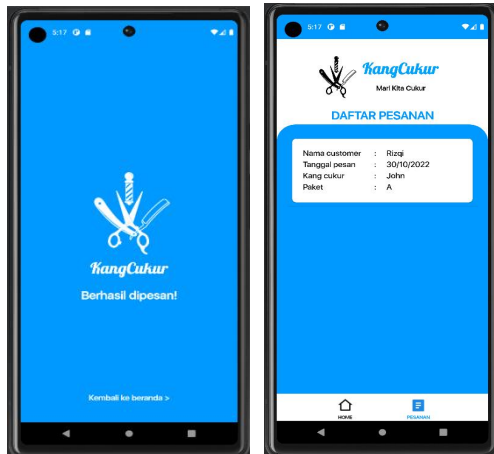 5:17
KangCukur
Berhasil dipesan!
Kembali ke beranda >
5:17
KangCukur
Mari Kita Cukur
DAFTAR PESANAN
Nama customer : Rizqi
Tanggal pesan : 30/10/2022
Kang cukur : John
Paket : A
HOME
PESANAN